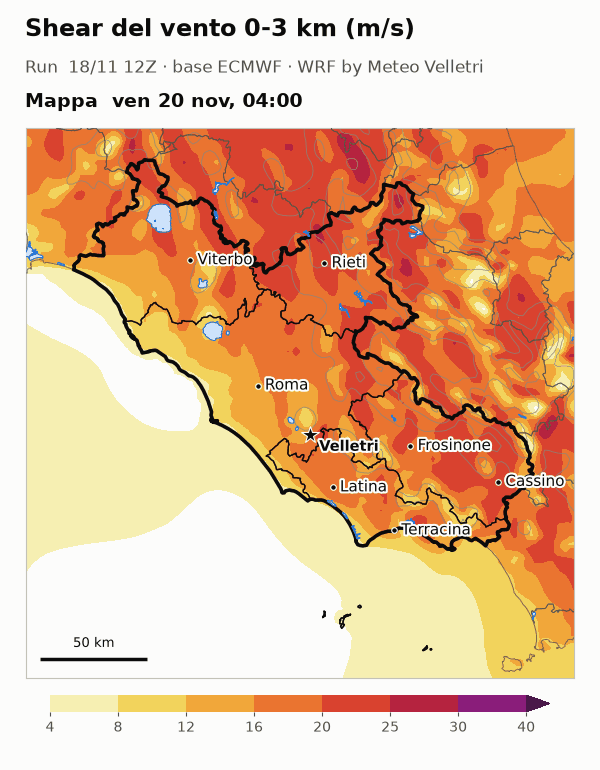 Shear del vento 0-3 km (m/s)
Run 18/11 12Z · base ECMWF · WRF by Meteo Velletri
Mappa ven 20 nov, 04:00
Viterbo
Rieti
Roma
Velletri
Frosinone
Cassino
Latina
Terracina
50 km
4 8 12 16 20 25 30 40